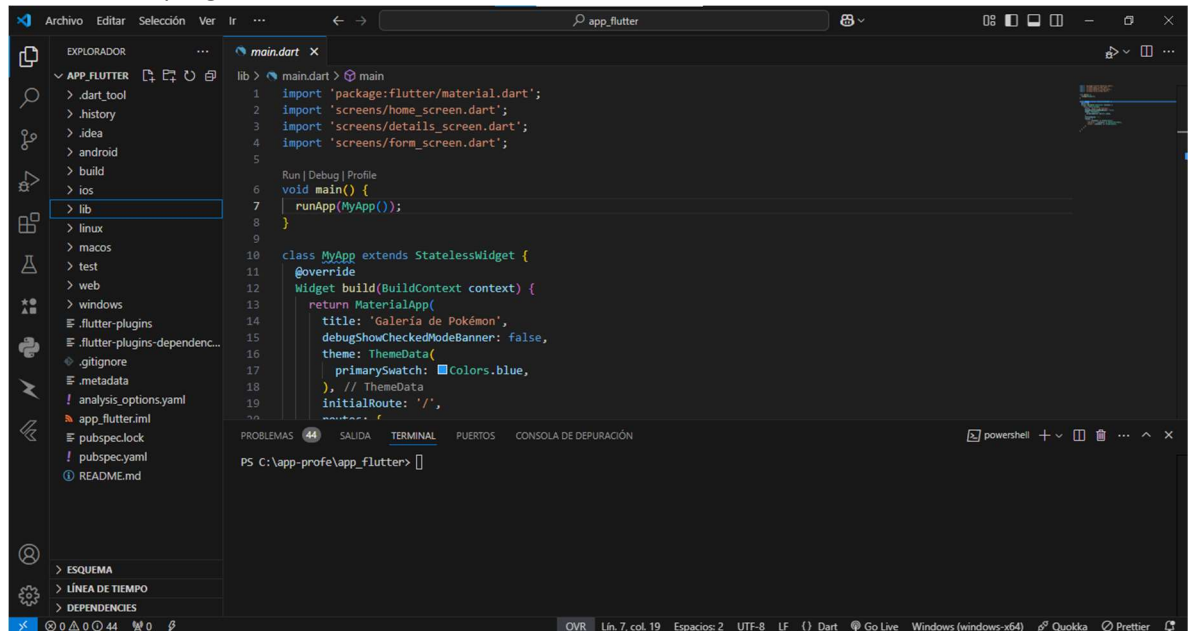 Archivo Editar Selección Ver Ir ··· app_flutter
EXPLORADOR ···
APP_FLUTTER
> .dart_tool
> .history
> .idea
> android
> build
> ios
> lib
> linux
> macos
> test
> web
> windows
.flutter-plugins
.flutter-plugins-dependenc...
.gitignore
.metadata
! analysis_options.yaml
app_flutter.iml
pubspec.lock
! pubspec.yaml
README.md
> ESQUEMA
> LÍNEA DE TIEMPO
> DEPENDENCIES
main.dart ×
lib > main.dart > main
1 import 'package:flutter/material.dart';
2 import 'screens/home_screen.dart';
3 import 'screens/details_screen.dart';
4 import 'screens/form_screen.dart';
5
Run | Debug | Profile
6 void main() {
7 runApp(MyApp());
8 }
9
10 class MyApp extends StatelessWidget {
11 @override
12 Widget build(BuildContext context) {
13 return MaterialApp(
14 title: 'Galería de Pokémon',
15 debugShowCheckedModeBanner: false,
16 theme: ThemeData(
17 primarySwatch: Colors.blue,
18 ), // ThemeData
19 initialRoute: '/',
PROBLEMAS 44 SALIDA TERMINAL PUERTOS CONSOLA DE DEPURACIÓN powershell
PS C:\app-profe\app_flutter>
0 0 44 0 OVR Lín. 7, col. 19 Espacios: 2 UTF-8 LF {} Dart Go Live Windows (windows-x64) Quokka Prettier